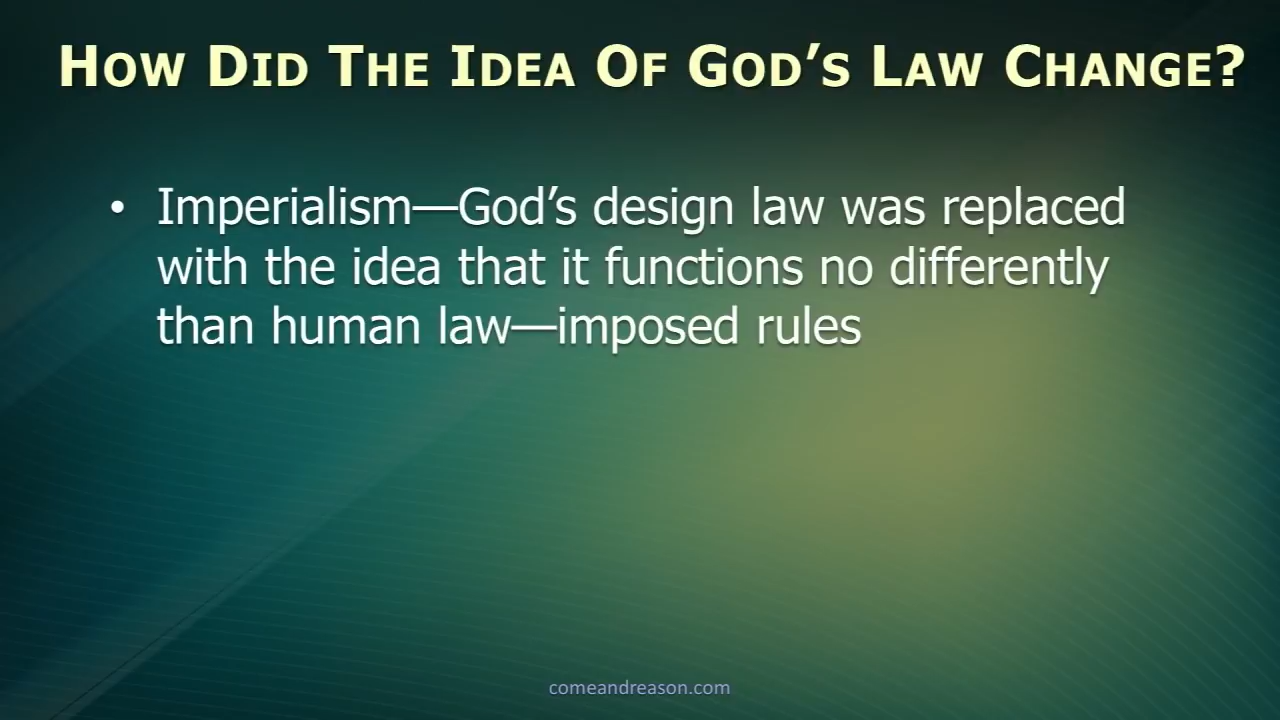 How Did The Idea Of God’s Law Change?
• Imperialism—God’s design law was replaced
with the idea that it functions no differently
than human law—imposed rules
comeandreason.com